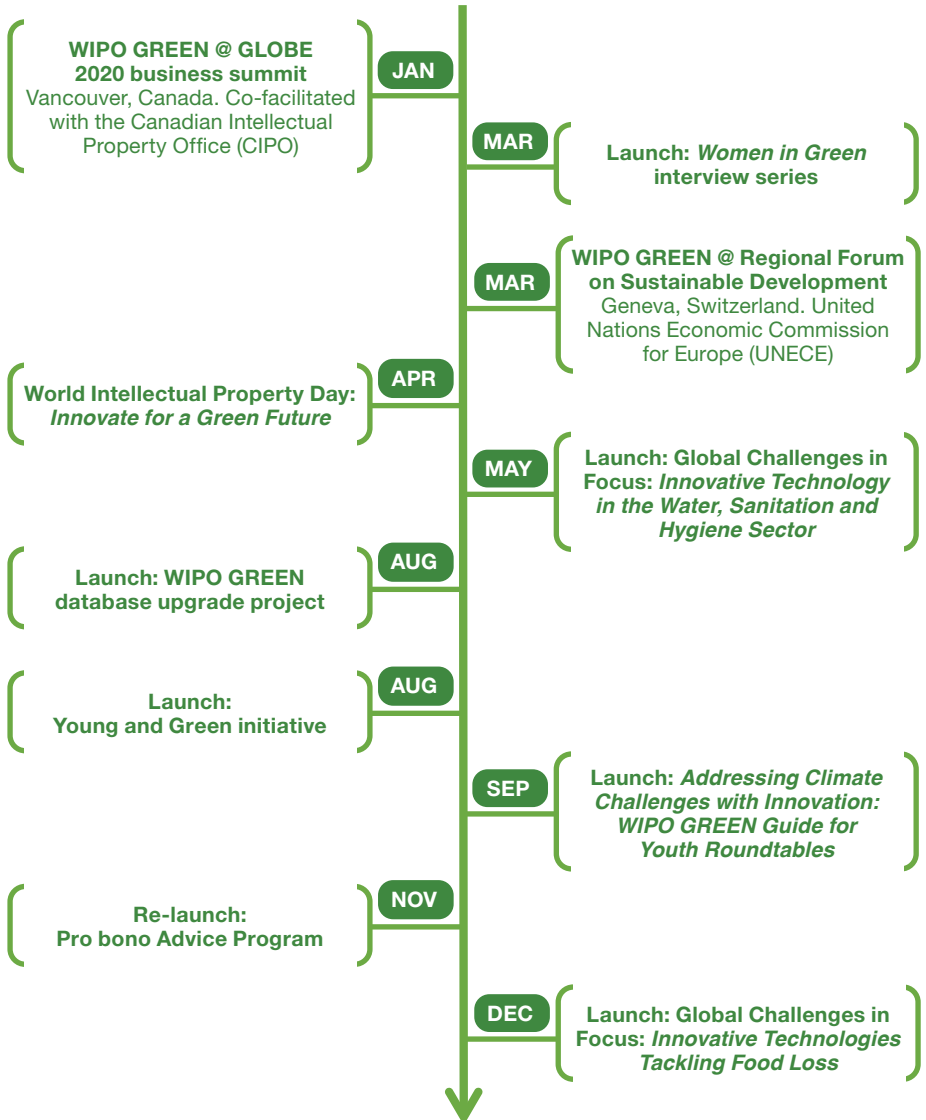 WIPO GREEN @ GLOBE
2020 business summit
Vancouver, Canada. Co-facilitated
with the Canadian Intellectual
Property Office (CIPO)
JAN
MAR
Launch: Women in Green
interview series
MAR
WIPO GREEN @ Regional Forum
on Sustainable Development
Geneva, Switzerland. United
Nations Economic Commission
for Europe (UNECE)
APR
World Intellectual Property Day:
Innovate for a Green Future
MAY
Launch: Global Challenges in
Focus: Innovative Technology
in the Water, Sanitation and
Hygiene Sector
AUG
Launch: WIPO GREEN
database upgrade project
AUG
Launch:
Young and Green initiative
SEP
Launch: Addressing Climate
Challenges with Innovation:
WIPO GREEN Guide for
Youth Roundtables
NOV
Re-launch:
Pro bono Advice Program
DEC
Launch: Global Challenges in
Focus: Innovative Technologies
Tackling Food Loss